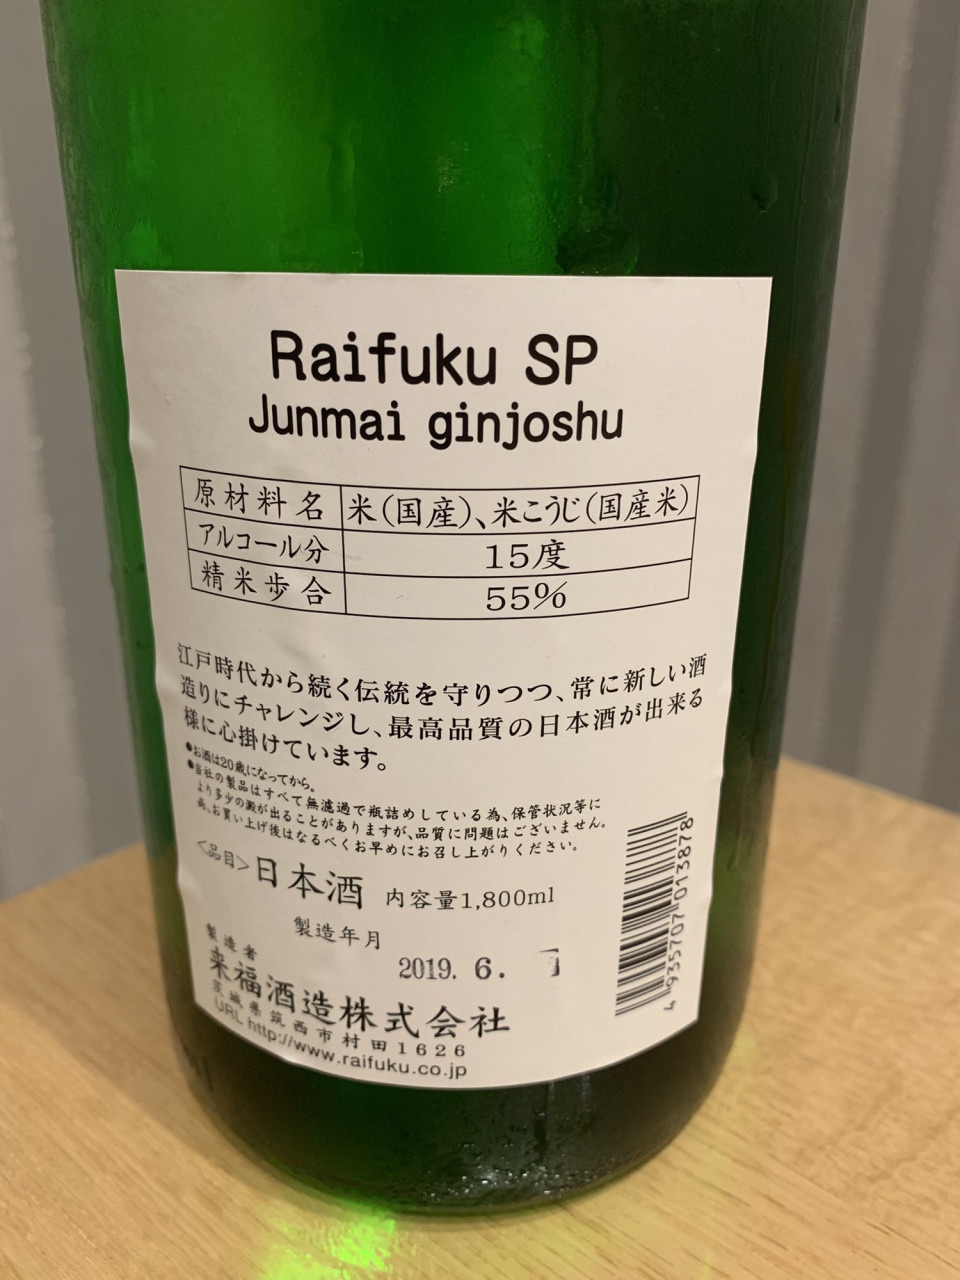 Raifuku SP
Junmai ginjoshu
原材料名 米(国産)、米こうじ(国産米)
アルコール分 15度
精米歩合 55%
江戸時代から続く伝統を守りつつ、常に新しい酒
造りにチャレンジし、最高品質の日本酒が出来る
様に心掛けています。
●お酒は20歳になってから。
●当社の製品はすべて無濾過で瓶詰めしている為、保管状況等に
より多少の澱が出ることがありますが、品質に問題はございません。
尚、お買い上げ後はなるべくお早めにお召し上がりください。
<品目>日本酒 内容量1,800ml
製造年月
2019. 6.
製造者
来福酒造株式会社
茨城県筑西市村田1626
URL http://www.raifuku.co.jp
4935707013878